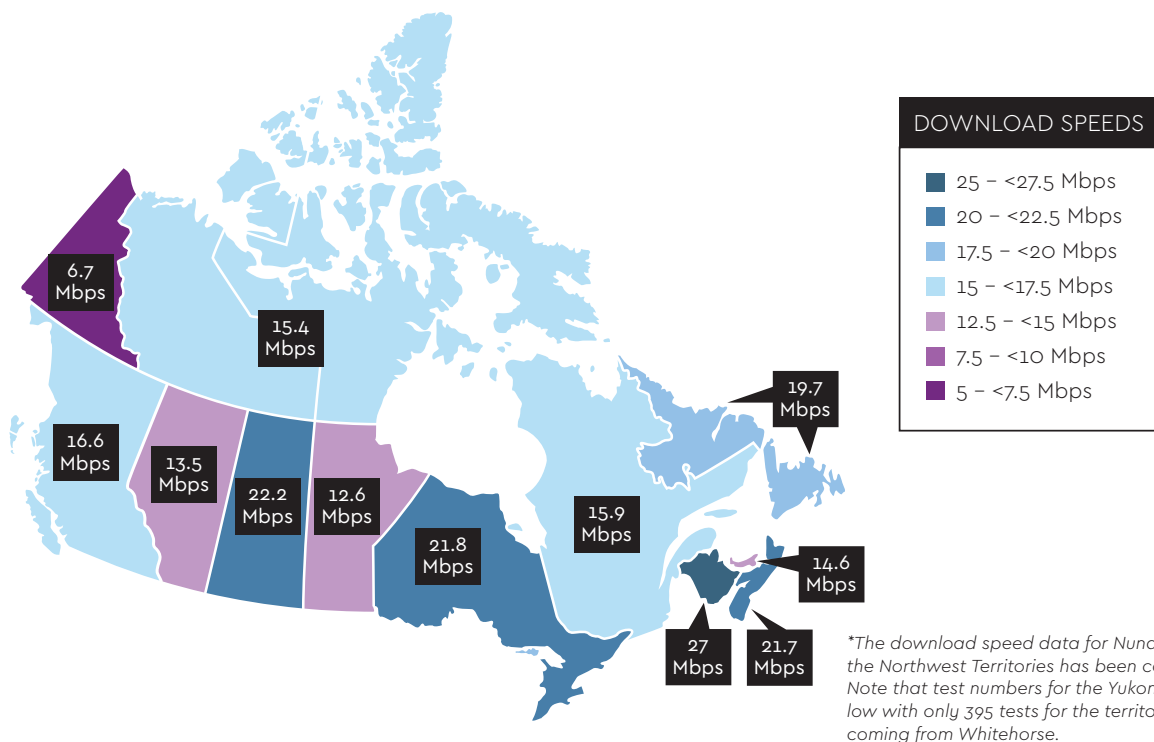 6.7
Mbps
15.4
Mbps
19.7
Mbps
16.6
Mbps
13.5
Mbps
22.2
Mbps
12.6
Mbps
21.8
Mbps
15.9
Mbps
14.6
Mbps
27
Mbps
21.7
Mbps
DOWNLOAD SPEEDS
25 – <27.5 Mbps
20 – <22.5 Mbps
17.5 – <20 Mbps
15 – <17.5 Mbps
12.5 – <15 Mbps
7.5 – <10 Mbps
5 – <7.5 Mbps
*The download speed data for
the Northwest Territories has been
Note that test numbers for the Yukon
low with only 395 tests for the
coming from Whitehorse.